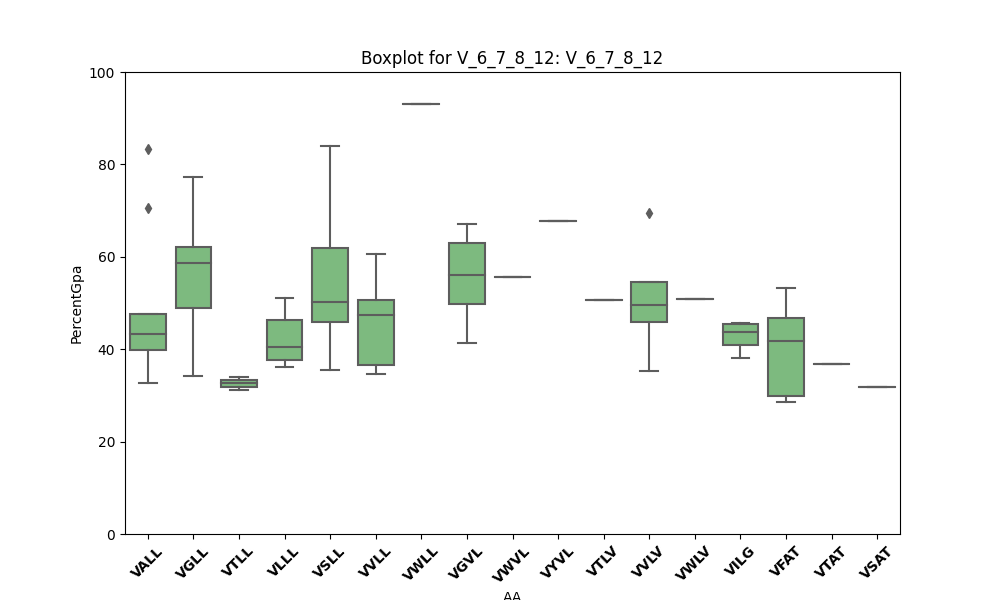 Boxplot for V_6_7_8_12: V_6_7_8_12
100
80
60
40
20
0
PercentGpa
VALL
VGLL
VTLL
VLLL
VSLL
VVLL
VWLL
VGVL
VWVL
VYVL
VTLV
VVLV
VWLV
VILG
VFAT
VTAT
VSAT
AA